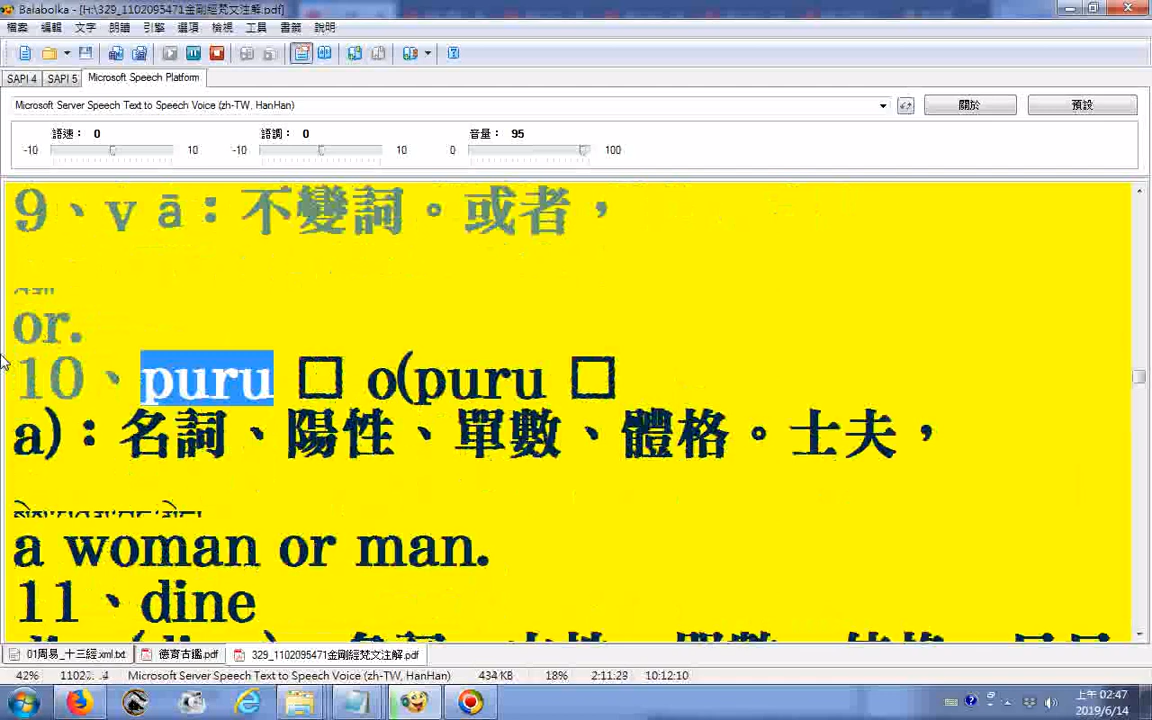 Balabolka - [H:\329_1102095471金剛經梵文注解.pdf]
檔案 編輯 文字 朗讀 引擎 選項 檢視 工具 書籤 說明
SAPI 4 SAPI 5 Microsoft Speech Platform
Microsoft Server Speech Text to Speech Voice (zh-TW, HanHan) 關於 預設
語速： 0 語調： 0 音量： 95
-10 10 -10 10 0 100
9、vā：不變詞。或者，
or.
10、puru □ o(puru □
a)：名詞、陽性、單數、體格。士夫，
a woman or man.
11、dine
01周易_十三經.xml.txt 德育古鑑.pdf 329_1102095471金剛經梵文注解.pdf
42% Microsoft Server Speech Text to Speech Voice (zh-TW, HanHan) 434 KB 18% 2:11:23 10:12:10
上午 02:47
2019/6/14